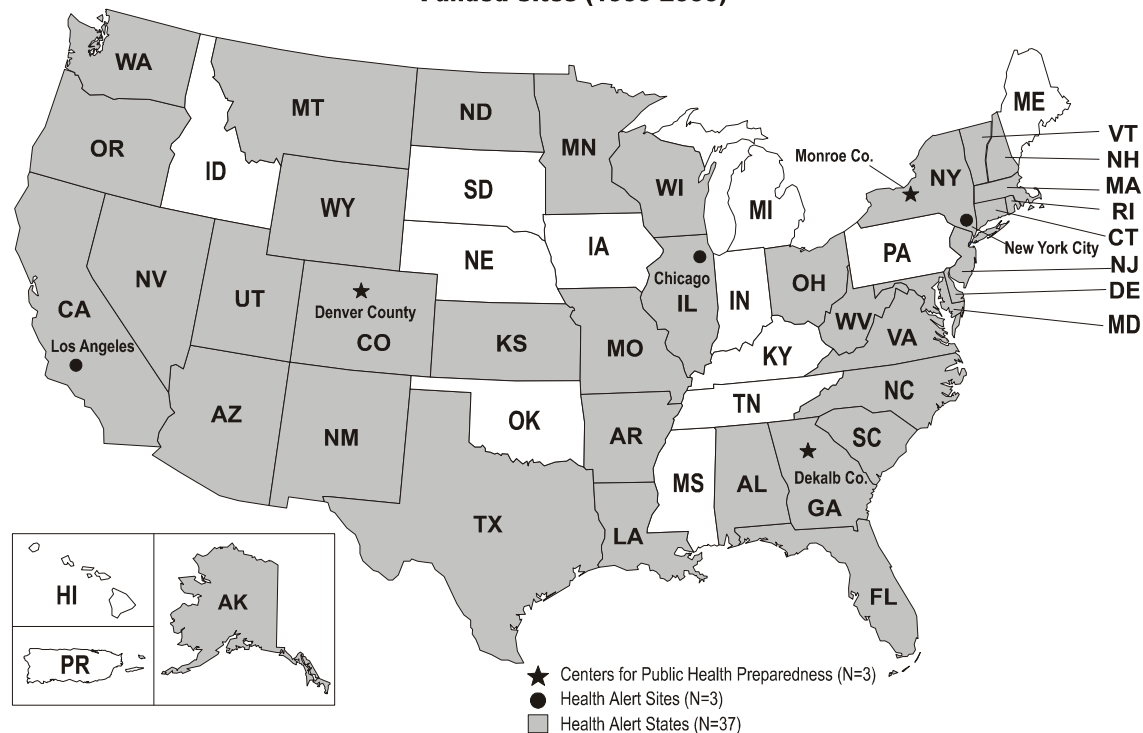 WA
MT
ND
MN
ME
VT
NH
MA
RI
CT
NJ
DE
MD
OR
ID
SD
WI
MI
Monroe Co.
NY
New York City
WY
NE
IA
PA
NV
UT
CA
Los Angeles
Denver County
CO
KS
MO
Chicago
IL
IN
OH
WV
VA
KY
TN
NC
SC
AZ
NM
OK
AR
MS
AL
Dekalb Co.
GA
TX
LA
FL
HI
AK
PR
Centers for Public Health Preparedness (N=3)
Health Alert Sites (N=3)
Health Alert States (N=37)